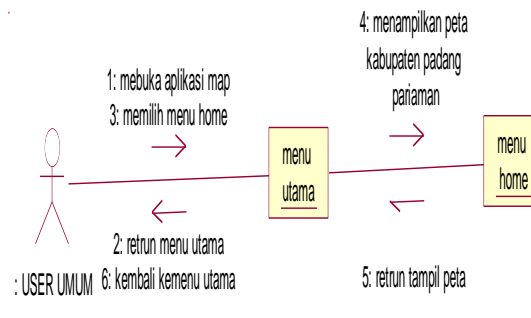 4: menampilkan peta
kabupaten padang
pariaman
1: mebuka aplikasi map
3: memilih menu home
menu
utama
menu
home
2: retrun menu utama
6: kembali kemenu utama
: USER UMUM
5: retrun tampil peta